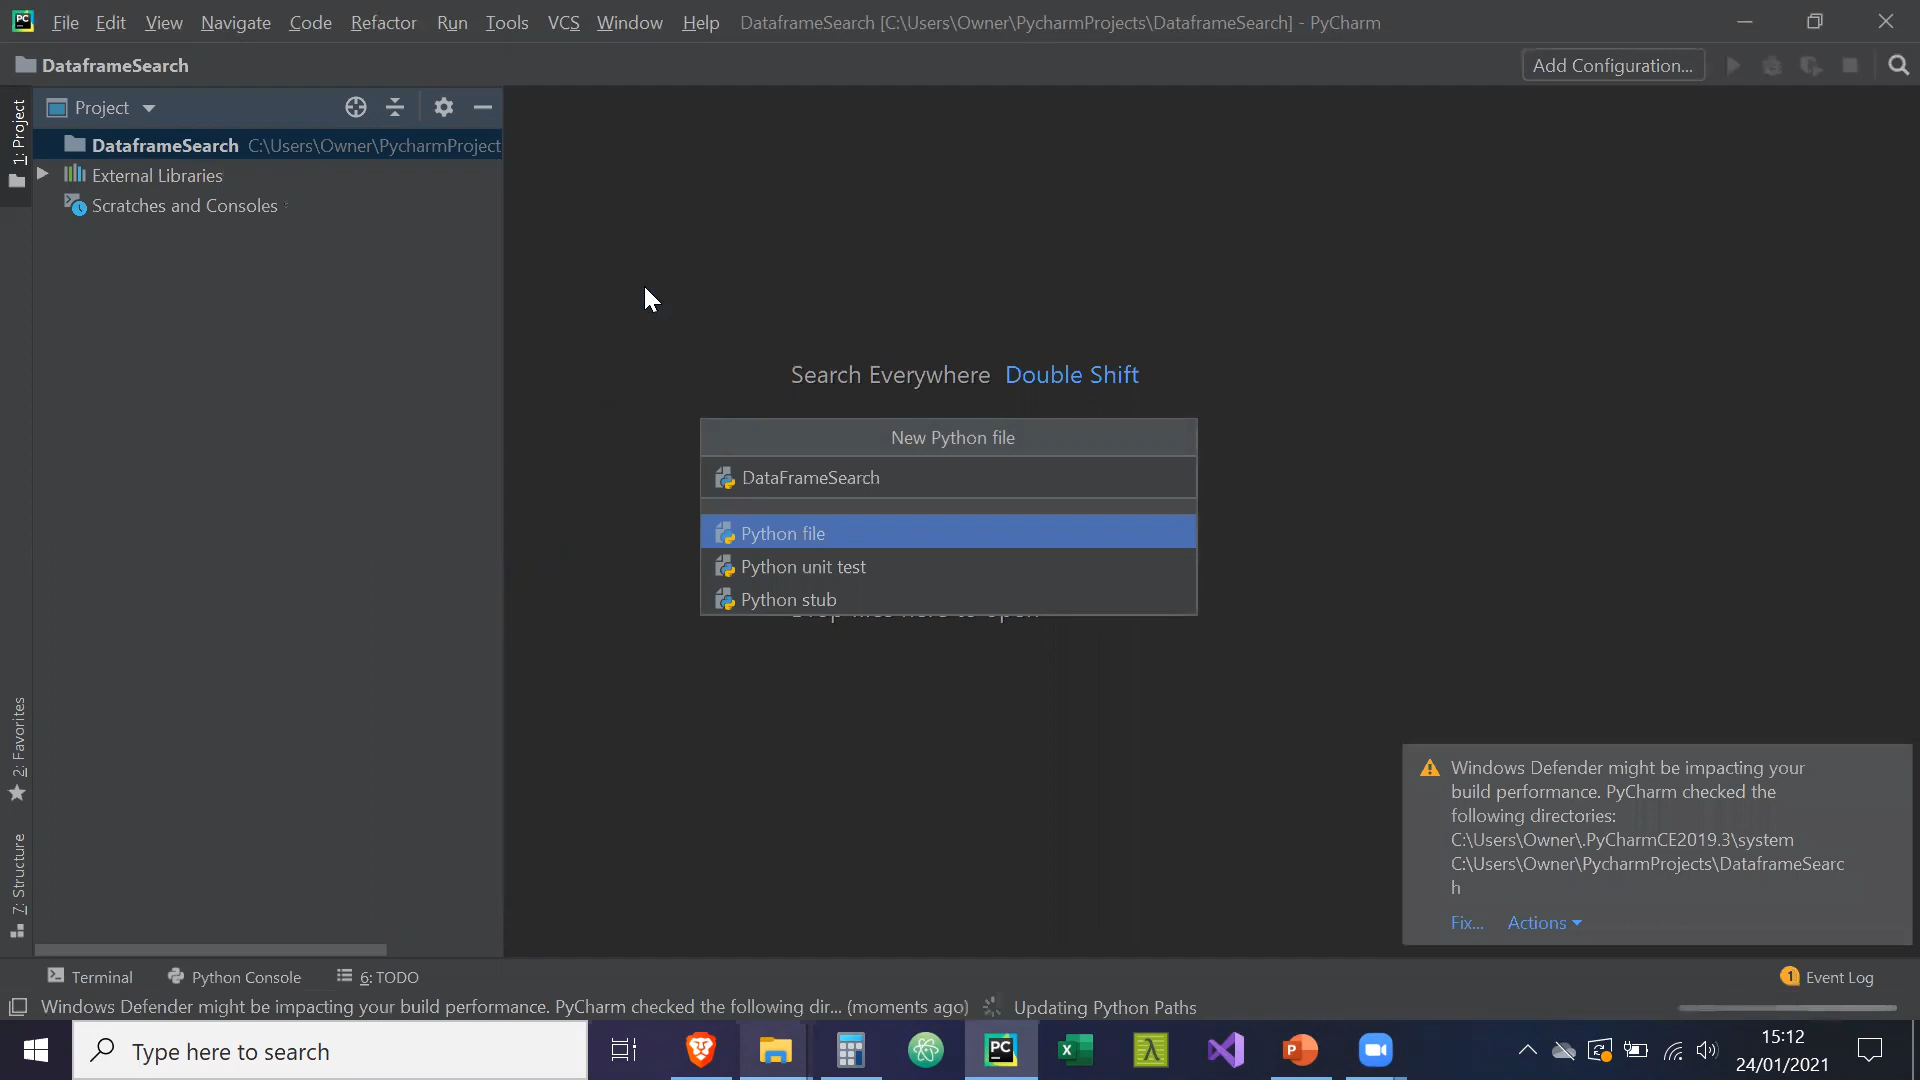 File Edit View Navigate Code Refactor Run Tools VCS Window Help DataframeSearch [C:\Users\Owner\PycharmProjects\DataframeSearch] - PyCharm
DataframeSearch Add Configuration...
1: Project
Project
DataframeSearch C:\Users\Owner\PycharmProject
External Libraries
Scratches and Consoles
Search Everywhere Double Shift
New Python file
DataFrameSearch
Python file
Python unit test
Python stub
Drop files here to open
2: Favorites
7: Structure
Windows Defender might be impacting your
build performance. PyCharm checked the
following directories:
C:\Users\Owner\.PyCharmCE2019.3\system
C:\Users\Owner\PycharmProjects\DataframeSearc
h
Fix... Actions
Terminal Python Console 6: TODO 1 Event Log
Windows Defender might be impacting your build performance. PyCharm checked the following dir... (moments ago) Updating Python Paths
Type here to search
15:12
24/01/2021